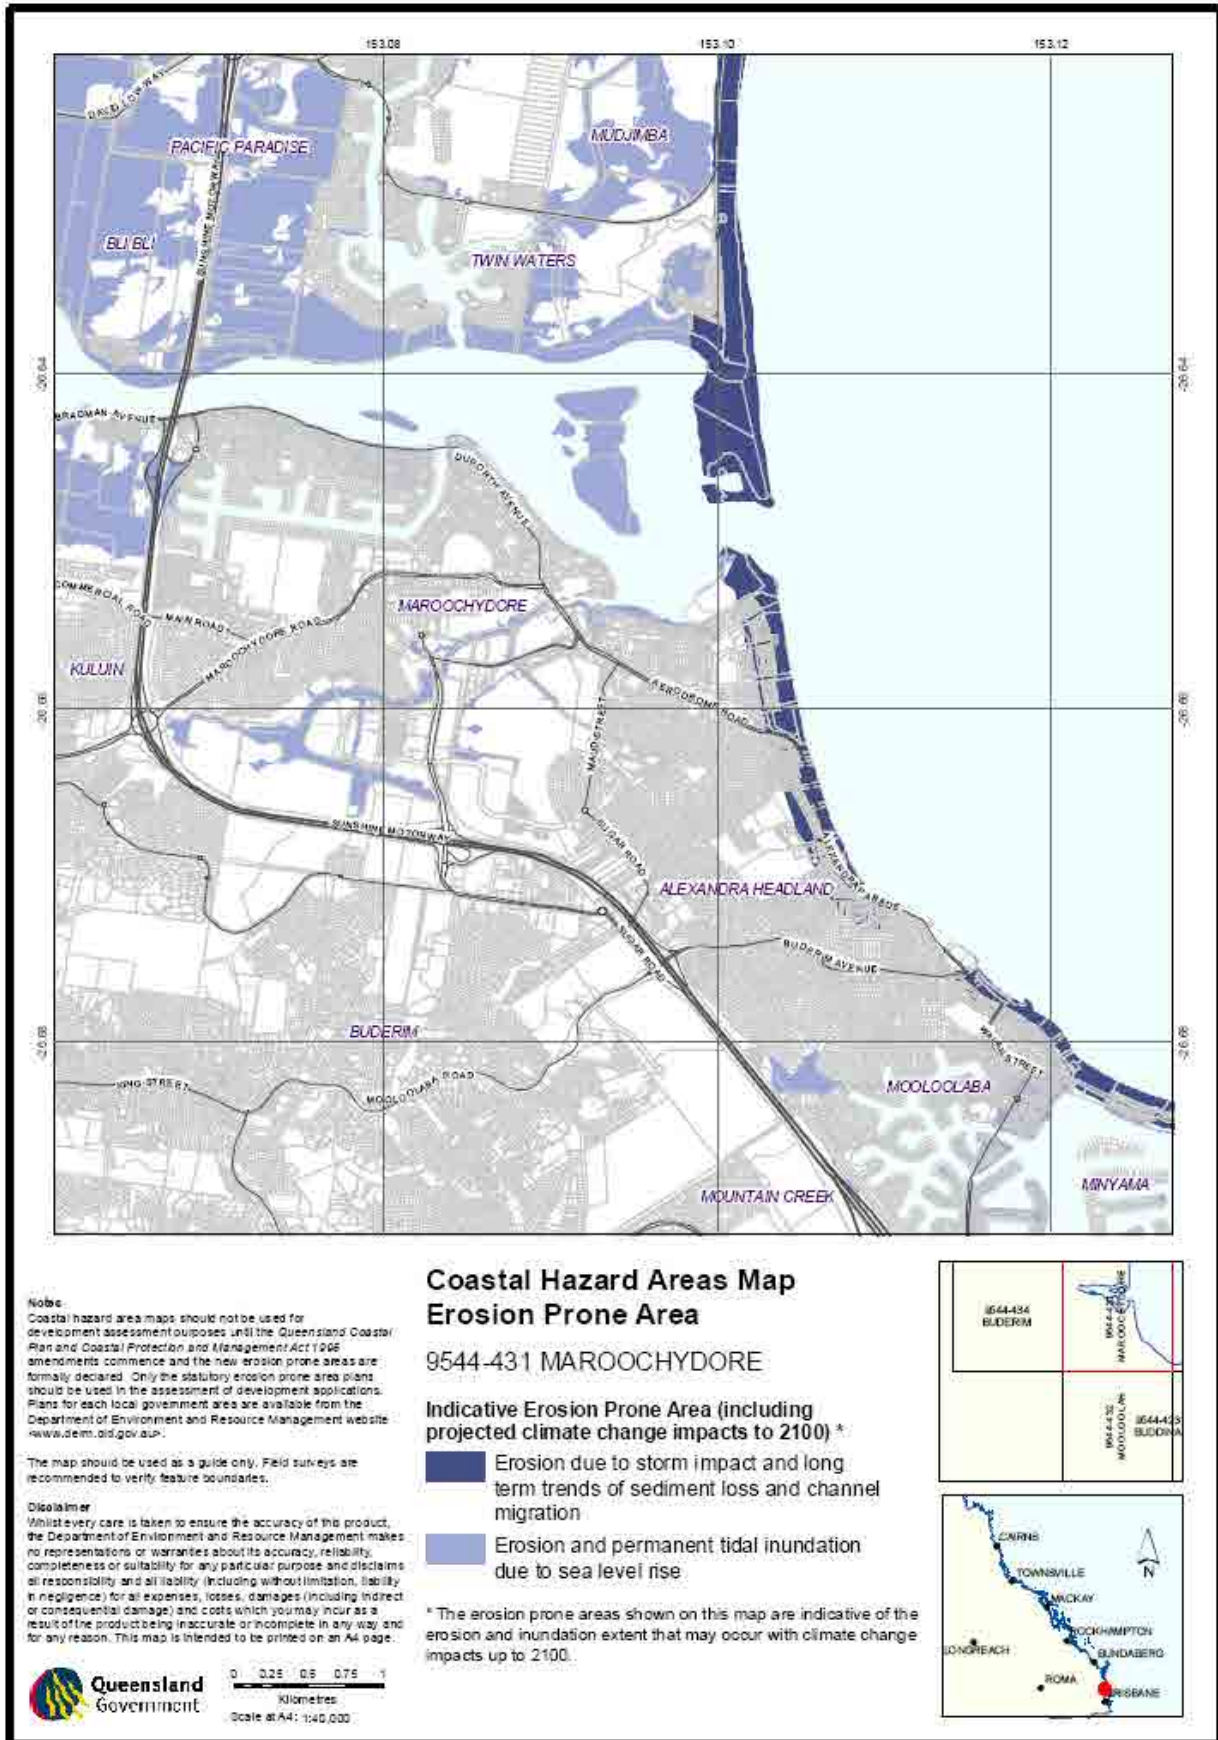 153.08
153.10
153.12
DAVID LOW WAY
PACIFIC PARADISE
MUDJIMBA
SUNSHINE MOTORWAY
BLI BLI
TWIN WATERS
-26.64
-26.64
BRADMAN AVENUE
DUPORTH AVENUE
COMMERCIAL ROAD
MAIN ROAD
MAROOCHYDORE ROAD
MAROOCHYDORE
KULUIN
AERODROME ROAD
MAUD STREET
-26.66
-26.66
SUNSHINE MOTORWAY
SUGAR ROAD
ALEXANDRA HEADLAND
ALEXANDRA PARADE
SUGAR ROAD
BUDERIM AVENUE
BUDERIM
-26.68
-26.68
WALAN STREET
KING STREET
MOOLOOLABA ROAD
MOOLOOLABA
MOUNTAIN CREEK
MINYAMA
Notes
Coastal hazard area maps should not be used for
development assessment purposes until the Queensland Coastal
Plan and Coastal Protection and Management Act 1995
amendments commence and the new erosion prone areas are
formally declared. Only the statutory erosion prone area plans
should be used in the assessment of development applications.
Plans for each local government area are available from the
Department of Environment and Resource Management website
<www.derm.qld.gov.au>.
The map should be used as a guide only. Field surveys are
recommended to verify feature boundaries.
Disclaimer
Whilst every care is taken to ensure the accuracy of this product,
the Department of Environment and Resource Management makes
no representations or warranties about its accuracy, reliability,
completeness or suitability for any particular purpose and disclaims
all responsibility and all liability (including without limitation, liability
in negligence) for all expenses, losses, damages (including indirect
or consequential damage) and costs which you may incur as a
result of the product being inaccurate or incomplete in any way and
for any reason. This map is intended to be printed on an A4 page.
Queensland
Government
0 0.25 0.5 0.75 1
Kilometres
Scale at A4: 1:40,000
Coastal Hazard Areas Map
Erosion Prone Area
9544-431 MAROOCHYDORE
Indicative Erosion Prone Area (including
projected climate change impacts to 2100) *
Erosion due to storm impact and long
term trends of sediment loss and channel
migration
Erosion and permanent tidal inundation
due to sea level rise
* The erosion prone areas shown on this map are indicative of the
erosion and inundation extent that may occur with climate change
impacts up to 2100.
9544-434
BUDERIM
9544-431
MAROOCHYDORE
9544-432
MOOLOOLAH
9544-423
BUDDINA
CAIRNS
TOWNSVILLE
MACKAY
ROCKHAMPTON
LONGREACH
BUNDABERG
ROMA
BRISBANE
N